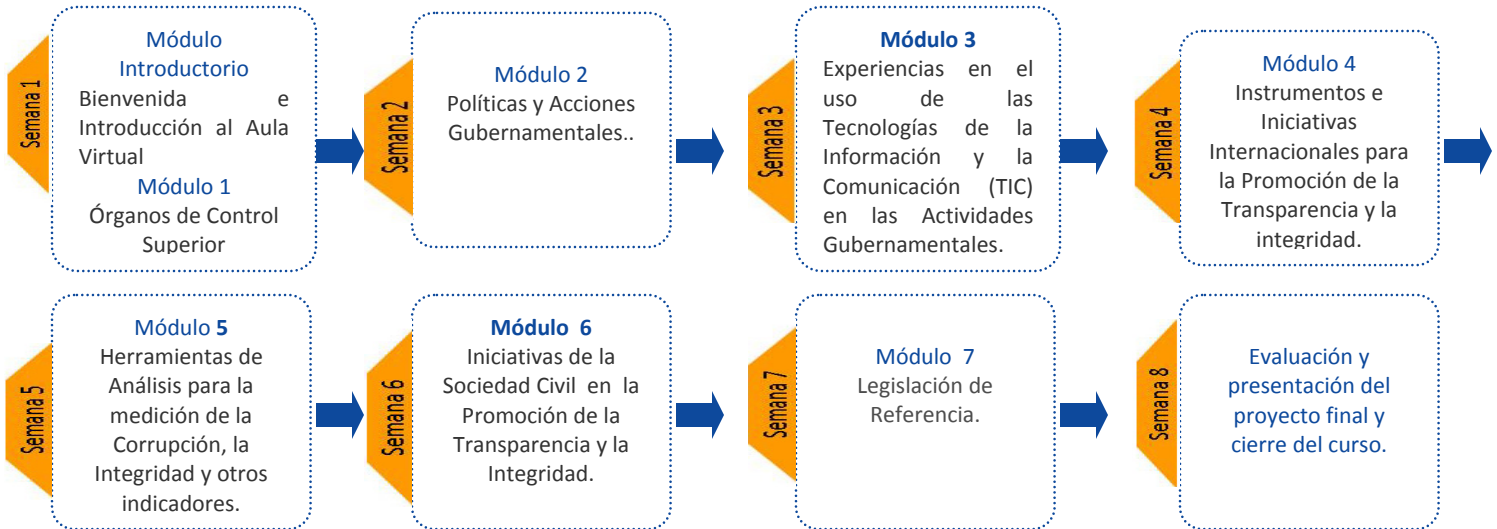 Semana 1
Módulo
Introductorio
Bienvenida e
Introducción al Aula
Virtual
Módulo 1
Órganos de Control
Superior
Semana 2
Módulo 2
Políticas y Acciones
Gubernamentales..
Semana 3
Módulo 3
Experiencias en el
uso de las
Tecnologías de la
Información y la
Comunicación (TIC)
en las Actividades
Gubernamentales.
Semana 4
Módulo 4
Instrumentos e
Iniciativas
Internacionales para
la Promoción de la
Transparencia y la
integridad.
Semana 5
Módulo 5
Herramientas de
Análisis para la
medición de la
Corrupción, la
Integridad y otros
indicadores.
Semana 6
Módulo 6
Iniciativas de la
Sociedad Civil en la
Promoción de la
Transparencia y la
Integridad.
Semana 7
Módulo 7
Legislación de
Referencia.
Semana 8
Evaluación y
presentación del
proyecto final y
cierre del curso.